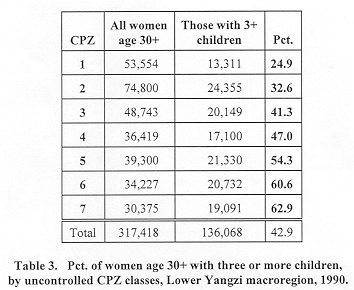 CPZ All women age 30+ Those with 3+ children Pct.
1 53,554 13,311 24.9
2 74,800 24,355 32.6
3 48,743 20,149 41.3
4 36,419 17,100 47.0
5 39,300 21,330 54.3
6 34,227 20,732 60.6
7 30,375 19,091 62.9
Total 317,418 136,068 42.9
Table 3. Pct. of women age 30+ with three or more children,
by uncontrolled CPZ classes, Lower Yangzi macroregion, 1990.